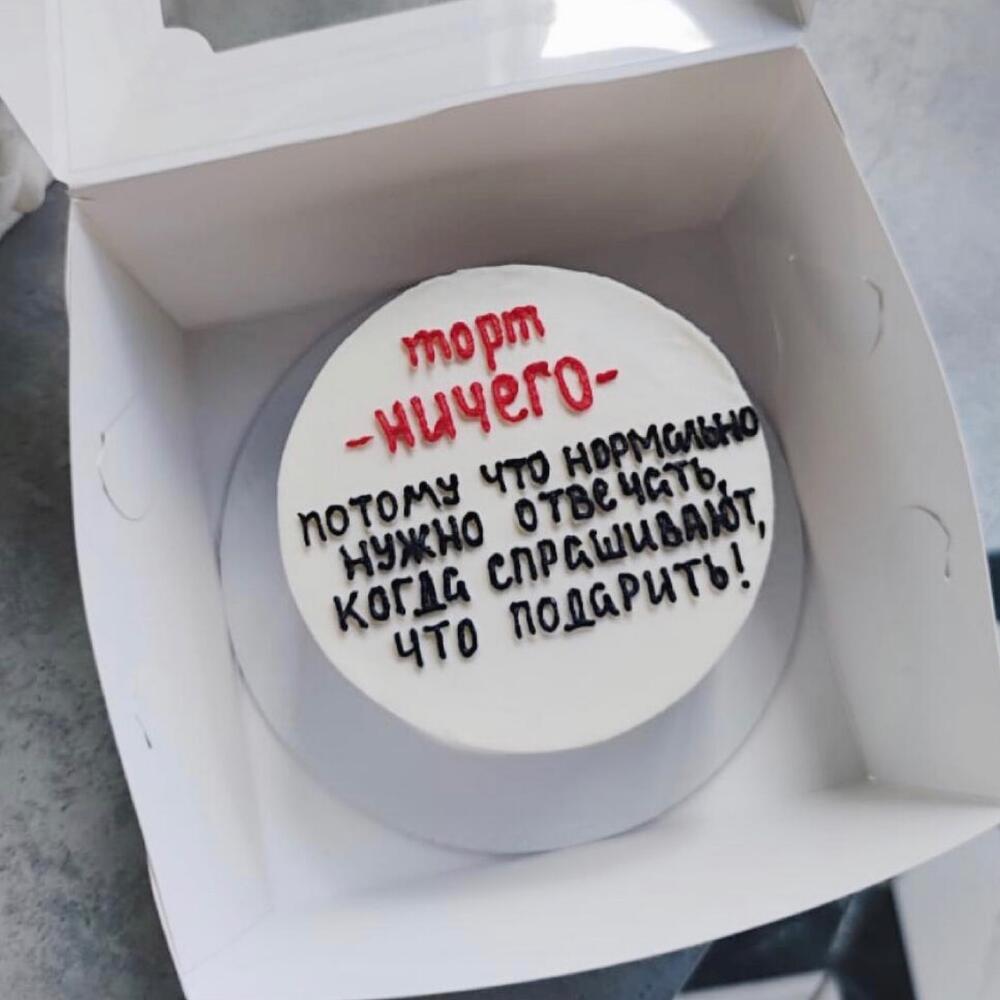 торт
-ничего-
потому что нормально
нужно отвечать,
когда спрашивают,
что подарить!